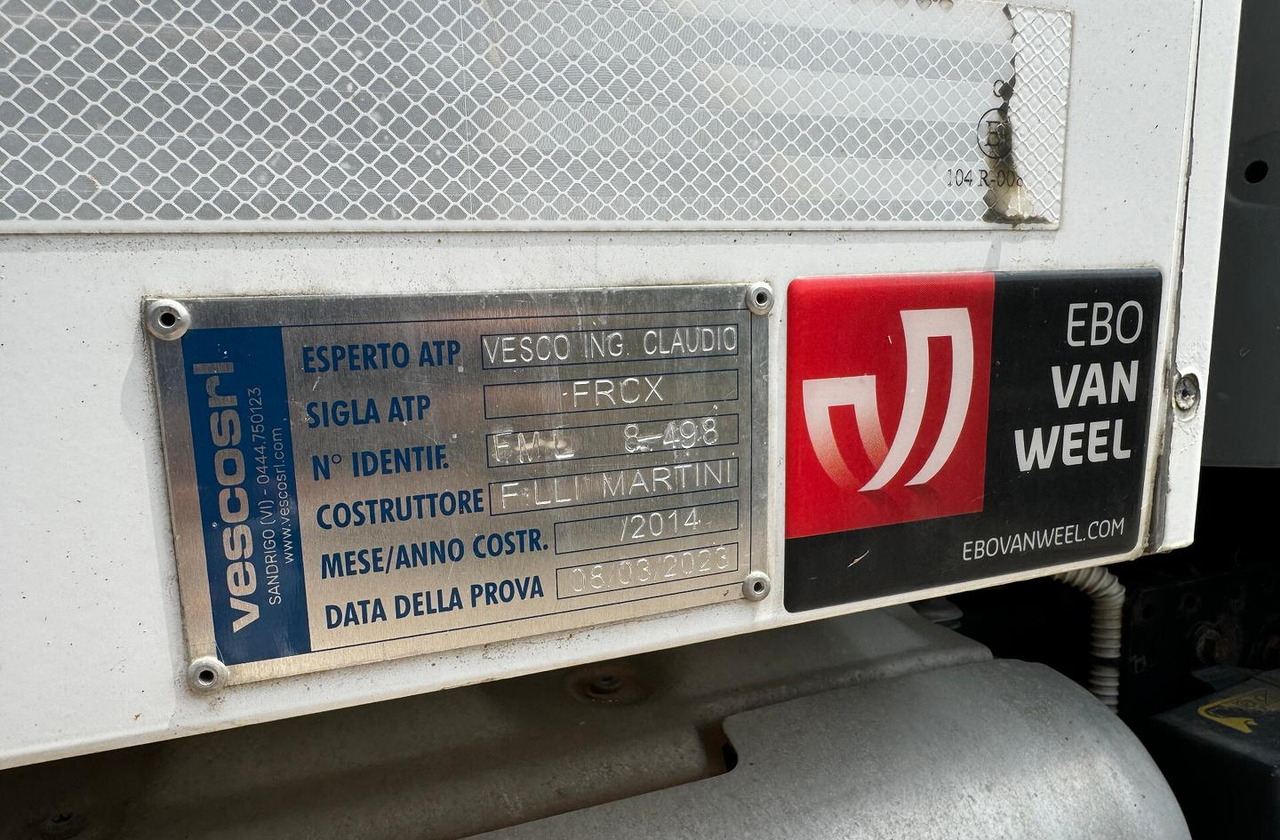 E
104 R-008
vescosrl
SANDRIGO (VI) - 0444.750123
www.vescosrl.com
ESPERTO ATP VESCO ING. CLAUDIO
SIGLA ATP FRCX
N° IDENTIF. 8-498
COSTRUTTORE F.LLI MARTINI
MESE/ANNO COSTR. /2014
DATA DELLA PROVA 08/03/2023
EBO
VAN
WEEL
EBOVANWEEL.COM